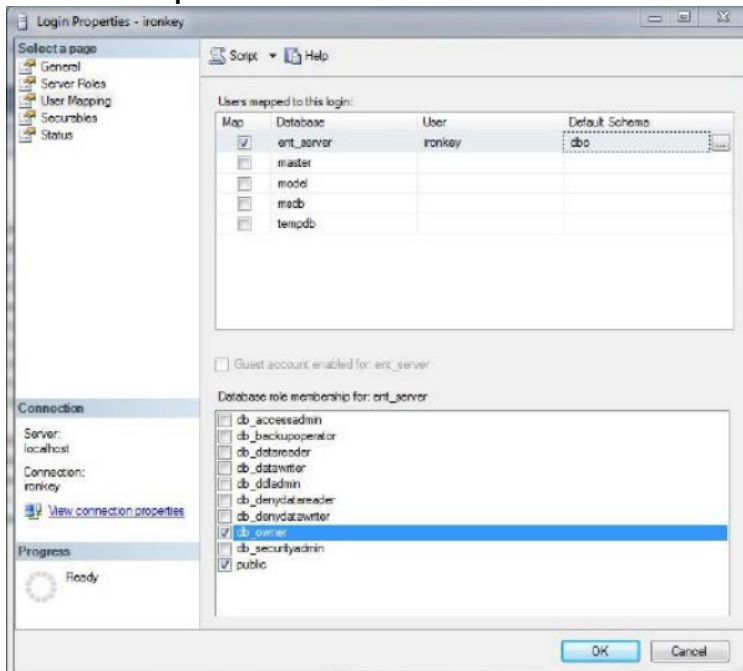 Login Properties - ironkey
Select a page
General
Server Roles
User Mapping
Securables
Status
Script Help
Users mapped to this login:
Map Database User Default Schema
ent_server ironkey dbo ...
master
model
msdb
tempdb
Guest account enabled for: ent_server
Database role membership for: ent_server
db_accessadmin
db_backupoperator
db_datareader
db_datawriter
db_ddladmin
db_denydatareader
db_denydatawriter
db_owner
db_securityadmin
public
Connection
Server:
localhost
Connection:
ironkey
View connection properties
Progress
Ready
OK Cancel